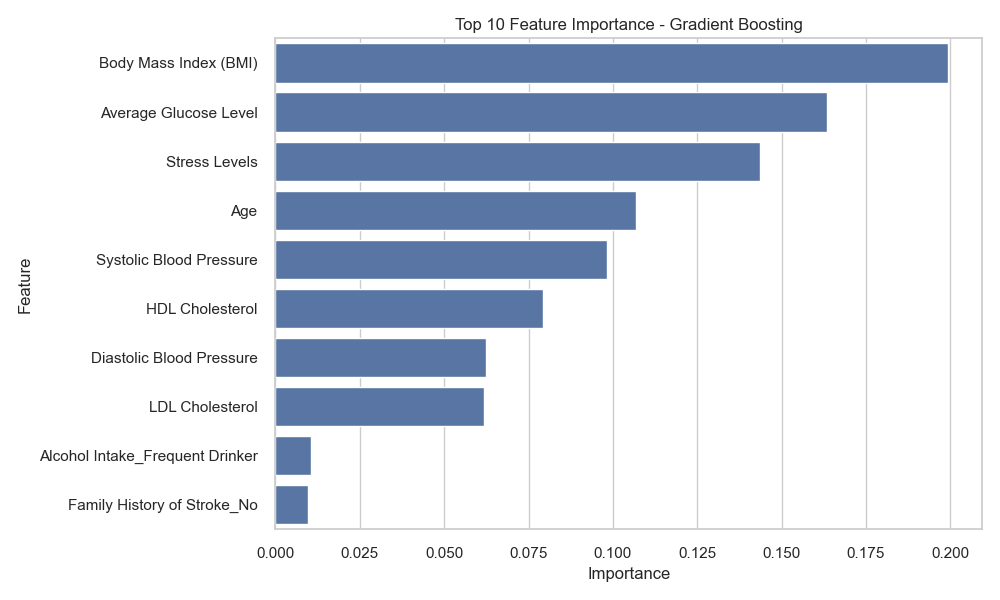 Top 10 Feature Importance - Gradient Boosting
Feature
Body Mass Index (BMI)
Average Glucose Level
Stress Levels
Age
Systolic Blood Pressure
HDL Cholesterol
Diastolic Blood Pressure
LDL Cholesterol
Alcohol Intake_Frequent Drinker
Family History of Stroke_No
0.000 0.025 0.050 0.075 0.100 0.125 0.150 0.175 0.200
Importance